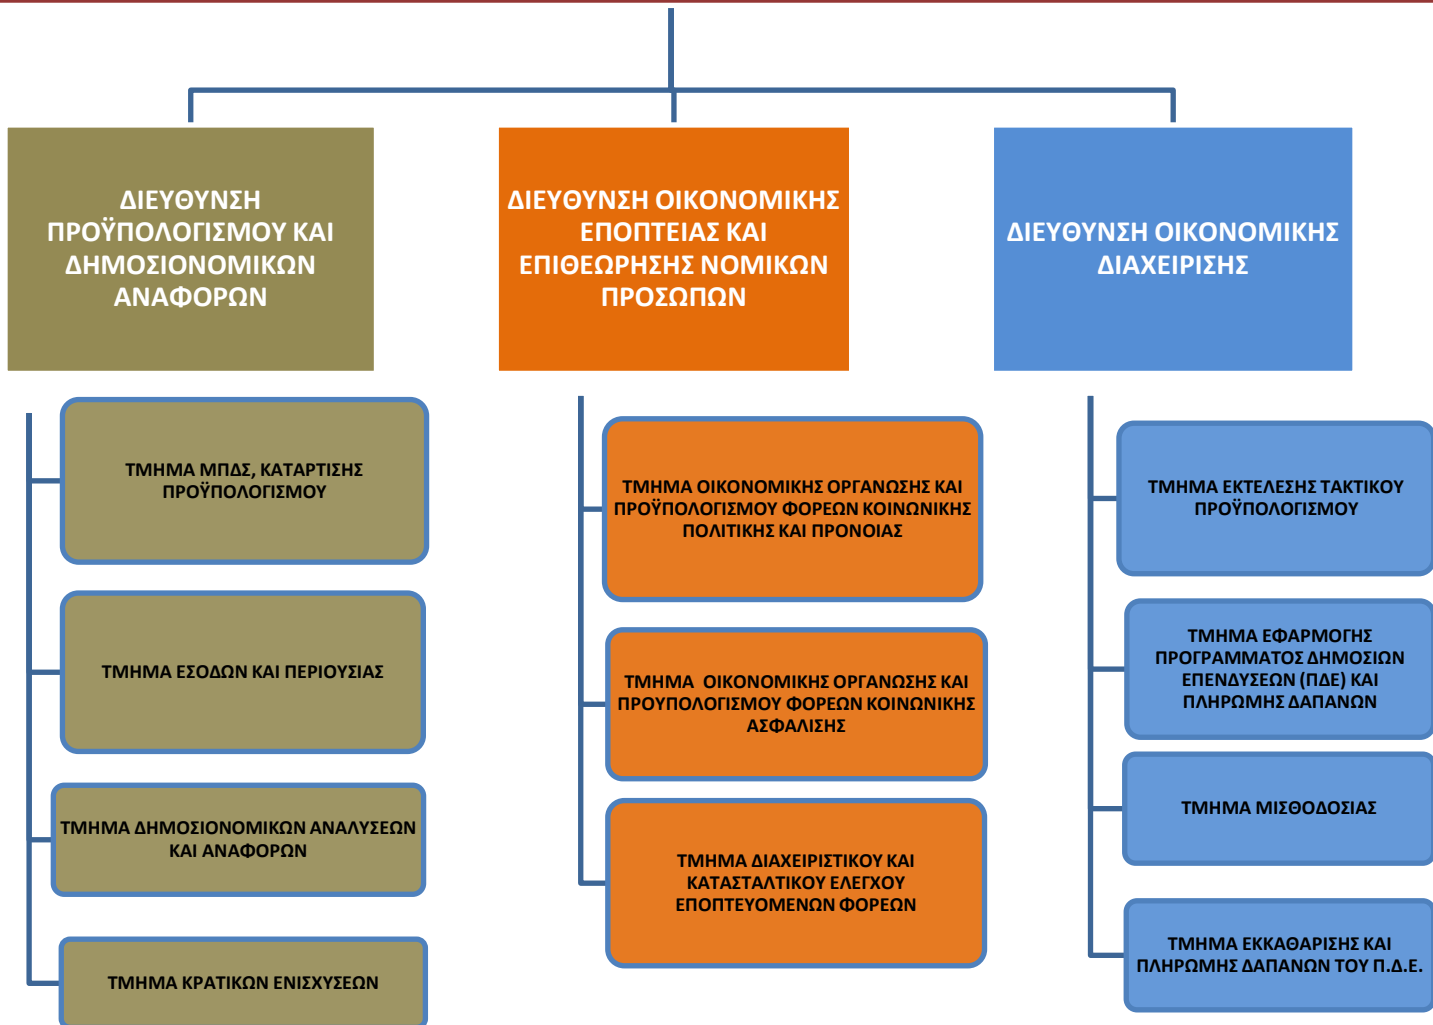 ΔΙΕΥΘΥΝΣΗ
ΠΡΟΫΠΟΛΟΓΙΣΜΟΥ ΚΑΙ
ΔΗΜΟΣΙΟΝΟΜΙΚΩΝ
ΑΝΑΦΟΡΩΝ
ΤΜΗΜΑ ΜΠΔΣ, ΚΑΤΑΡΤΙΣΗΣ
ΠΡΟΫΠΟΛΟΓΙΣΜΟΥ
ΤΜΗΜΑ ΕΣΟΔΩΝ ΚΑΙ ΠΕΡΙΟΥΣΙΑΣ
ΤΜΗΜΑ ΔΗΜΟΣΙΟΝΟΜΙΚΩΝ ΑΝΑΛΥΣΕΩΝ
ΚΑΙ ΑΝΑΦΟΡΩΝ
ΤΜΗΜΑ ΚΡΑΤΙΚΩΝ ΕΝΙΣΧΥΣΕΩΝ
ΔΙΕΥΘΥΝΣΗ ΟΙΚΟΝΟΜΙΚΗΣ
ΕΠΟΠΤΕΙΑΣ ΚΑΙ
ΕΠΙΘΕΩΡΗΣΗΣ ΝΟΜΙΚΩΝ
ΠΡΟΣΩΠΩΝ
ΤΜΗΜΑ ΟΙΚΟΝΟΜΙΚΗΣ ΟΡΓΑΝΩΣΗΣ ΚΑΙ
ΠΡΟΫΠΟΛΟΓΙΣΜΟΥ ΦΟΡΕΩΝ ΚΟΙΝΩΝΙΚΗΣ
ΠΟΛΙΤΙΚΗΣ ΚΑΙ ΠΡΟΝΟΙΑΣ
ΤΜΗΜΑ ΟΙΚΟΝΟΜΙΚΗΣ ΟΡΓΑΝΩΣΗΣ ΚΑΙ
ΠΡΟΥΠΟΛΟΓΙΣΜΟΥ ΦΟΡΕΩΝ ΚΟΙΝΩΝΙΚΗΣ
ΑΣΦΑΛΙΣΗΣ
ΤΜΗΜΑ ΔΙΑΧΕΙΡΙΣΤΙΚΟΥ ΚΑΙ
ΚΑΤΑΣΤΑΛΤΙΚΟΥ ΕΛΕΓΧΟΥ
ΕΠΟΠΤΕΥΟΜΕΝΩΝ ΦΟΡΕΩΝ
ΔΙΕΥΘΥΝΣΗ ΟΙΚΟΝΟΜΙΚΗΣ
ΔΙΑΧΕΙΡΙΣΗΣ
ΤΜΗΜΑ ΕΚΤΕΛΕΣΗΣ ΤΑΚΤΙΚΟΥ
ΠΡΟΫΠΟΛΟΓΙΣΜΟΥ
ΤΜΗΜΑ ΕΦΑΡΜΟΓΗΣ
ΠΡΟΓΡΑΜΜΑΤΟΣ ΔΗΜΟΣΙΩΝ
ΕΠΕΝΔΥΣΕΩΝ (ΠΔΕ) ΚΑΙ
ΠΛΗΡΩΜΗΣ ΔΑΠΑΝΩΝ
ΤΜΗΜΑ ΜΙΣΘΟΔΟΣΙΑΣ
ΤΜΗΜΑ ΕΚΚΑΘΑΡΙΣΗΣ ΚΑΙ
ΠΛΗΡΩΜΗΣ ΔΑΠΑΝΩΝ ΤΟΥ Π.Δ.Ε.